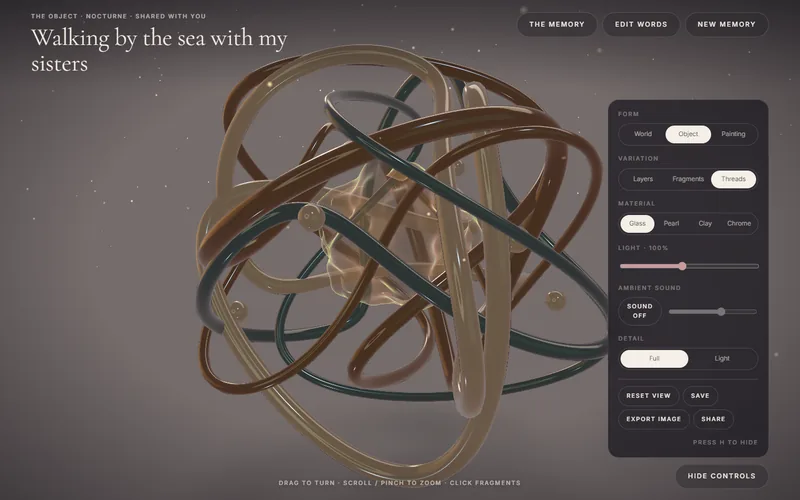 THE OBJECT · NOCTURNE · SHARED WITH YOU
Walking by the sea with my
sisters
THE MEMORY
EDIT WORDS
NEW MEMORY
FORM
World Object Painting
VARIATION
Layers Fragments Threads
MATERIAL
Glass Pearl Clay Chrome
LIGHT · 100%
AMBIENT SOUND
SOUND
OFF
DETAIL
Full Light
RESET VIEW SAVE
EXPORT IMAGE SHARE
PRESS H TO HIDE
HIDE CONTROLS
DRAG TO TURN · SCROLL / PINCH TO ZOOM · CLICK FRAGMENTS